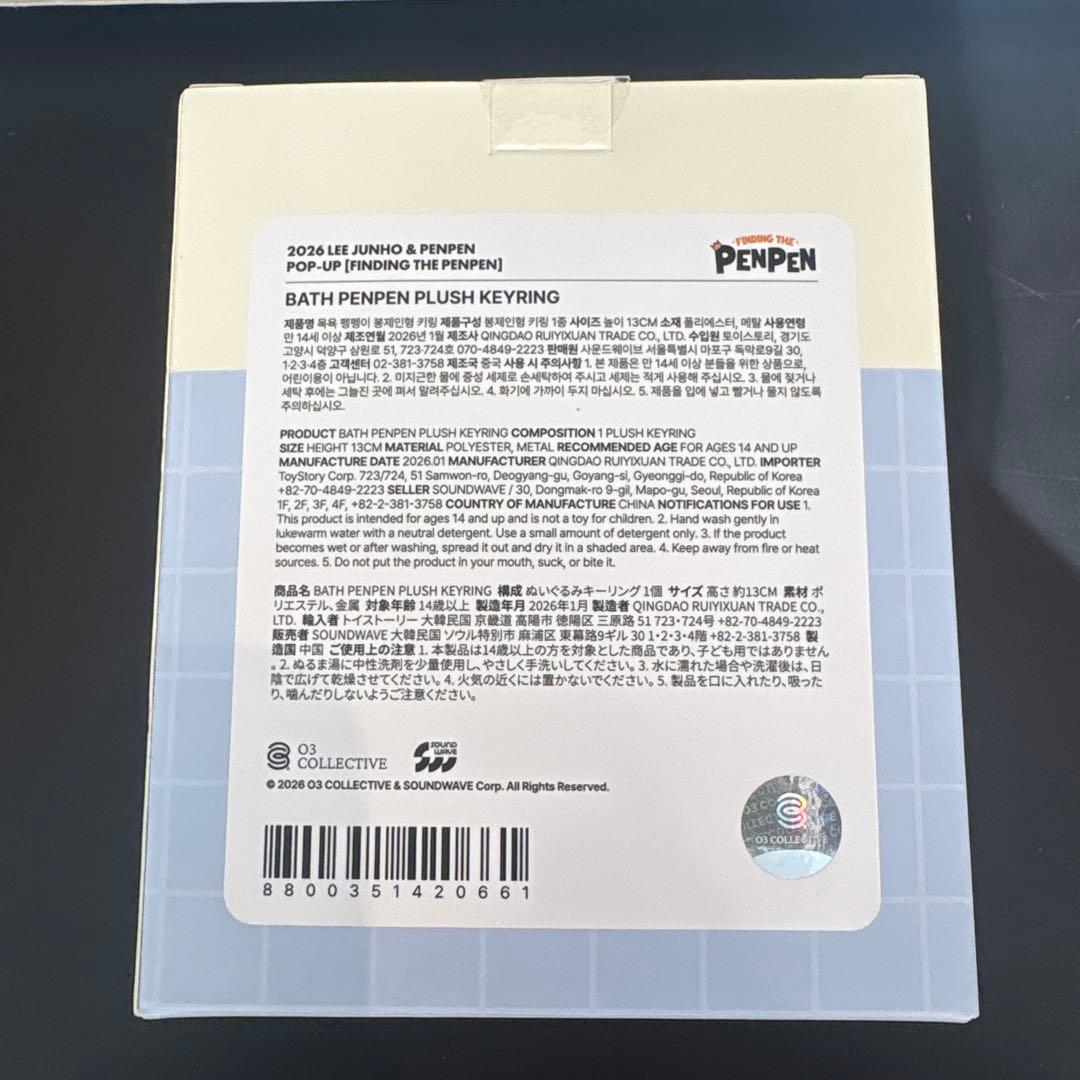 2026 LEE JUNHO & PENPEN
POP-UP [FINDING THE PENPEN]
·FINDING THE·
PENPEN
BATH PENPEN PLUSH KEYRING
제품명 목욕 펭펭이 봉제인형 키링 제품구성 봉제인형 키링 1종 사이즈 높이 13CM 소재 폴리에스터, 메탈 사용연령
만 14세 이상 제조연월 2026년 1월 제조사 QINGDAO RUIYIXUAN TRADE CO., LTD. 수입원 토이스토리, 경기도
고양시 덕양구 삼원로 51, 723·724호 070-4849-2223 판매원 사운드웨이브 서울특별시 마포구 독막로9길 30,
1·2·3·4층 고객센터 02-381-3758 제조국 중국 사용 시 주의사항 1. 본 제품은 만 14세 이상 분들을 위한 상품으로,
어린이용이 아닙니다. 2. 미지근한 물에 중성 세제로 손세탁하여 주시고 세제는 적게 사용해 주십시오. 3. 물에 젖거나
세탁 후에는 그늘진 곳에 펴서 말려주십시오. 4. 화기에 가까이 두지 마십시오. 5. 제품을 입에 넣고 빨거나 물지 않도록
주의하십시오.
PRODUCT BATH PENPEN PLUSH KEYRING COMPOSITION 1 PLUSH KEYRING
SIZE HEIGHT 13CM MATERIAL POLYESTER, METAL RECOMMENDED AGE FOR AGES 14 AND UP
MANUFACTURE DATE 2026.01 MANUFACTURER QINGDAO RUIYIXUAN TRADE CO., LTD. IMPORTER
ToyStory Corp. 723/724, 51 Samwon-ro, Deogyang-gu, Goyang-si, Gyeonggi-do, Republic of Korea
+82-70-4849-2223 SELLER SOUNDWAVE / 30, Dongmak-ro 9-gil, Mapo-gu, Seoul, Republic of Korea
1F, 2F, 3F, 4F, +82-2-381-3758 COUNTRY OF MANUFACTURE CHINA NOTIFICATIONS FOR USE 1.
This product is intended for ages 14 and up and is not a toy for children. 2. Hand wash gently in
lukewarm water with a neutral detergent. Use a small amount of detergent only. 3. If the product
becomes wet or after washing, spread it out and dry it in a shaded area. 4. Keep away from fire or heat
sources. 5. Do not put the product in your mouth, suck, or bite it.
商品名 BATH PENPEN PLUSH KEYRING 構成 ぬいぐるみキーリング 1個 サイズ 高さ 約13CM 素材 ポ
リエステル、金属 対象年齢 14歳以上 製造年月 2026年1月 製造者 QINGDAO RUIYIXUAN TRADE CO.,
LTD. 輸入者 トイストーリー 大韓民国 京畿道 高陽市 徳陽区 三原路 51 723·724号 +82-70-4849-2223
販売者 SOUNDWAVE 大韓民国 ソウル特別市 麻浦区 東幕路9ギル 30 1·2·3·4階 +82-2-381-3758 製
造国 中国 ご使用上の注意 1. 本製品は14歳以上の方を対象とした商品であり、子ども用ではありません
。2. ぬるま湯に中性洗剤を少量使用し、やさしく手洗いしてください。3. 水に濡れた場合や洗濯後は、日
陰で広げて乾燥させてください。4. 火気の近くには置かないでください。5. 製品を口に入れたり、吸った
り、噛んだりしないようご注意ください。
O3
COLLECTIVE
SOUND
WAVE
© 2026 O3 COLLECTIVE & SOUNDWAVE Corp. All Rights Reserved.
O3 COLLECTIVE
8800351420661